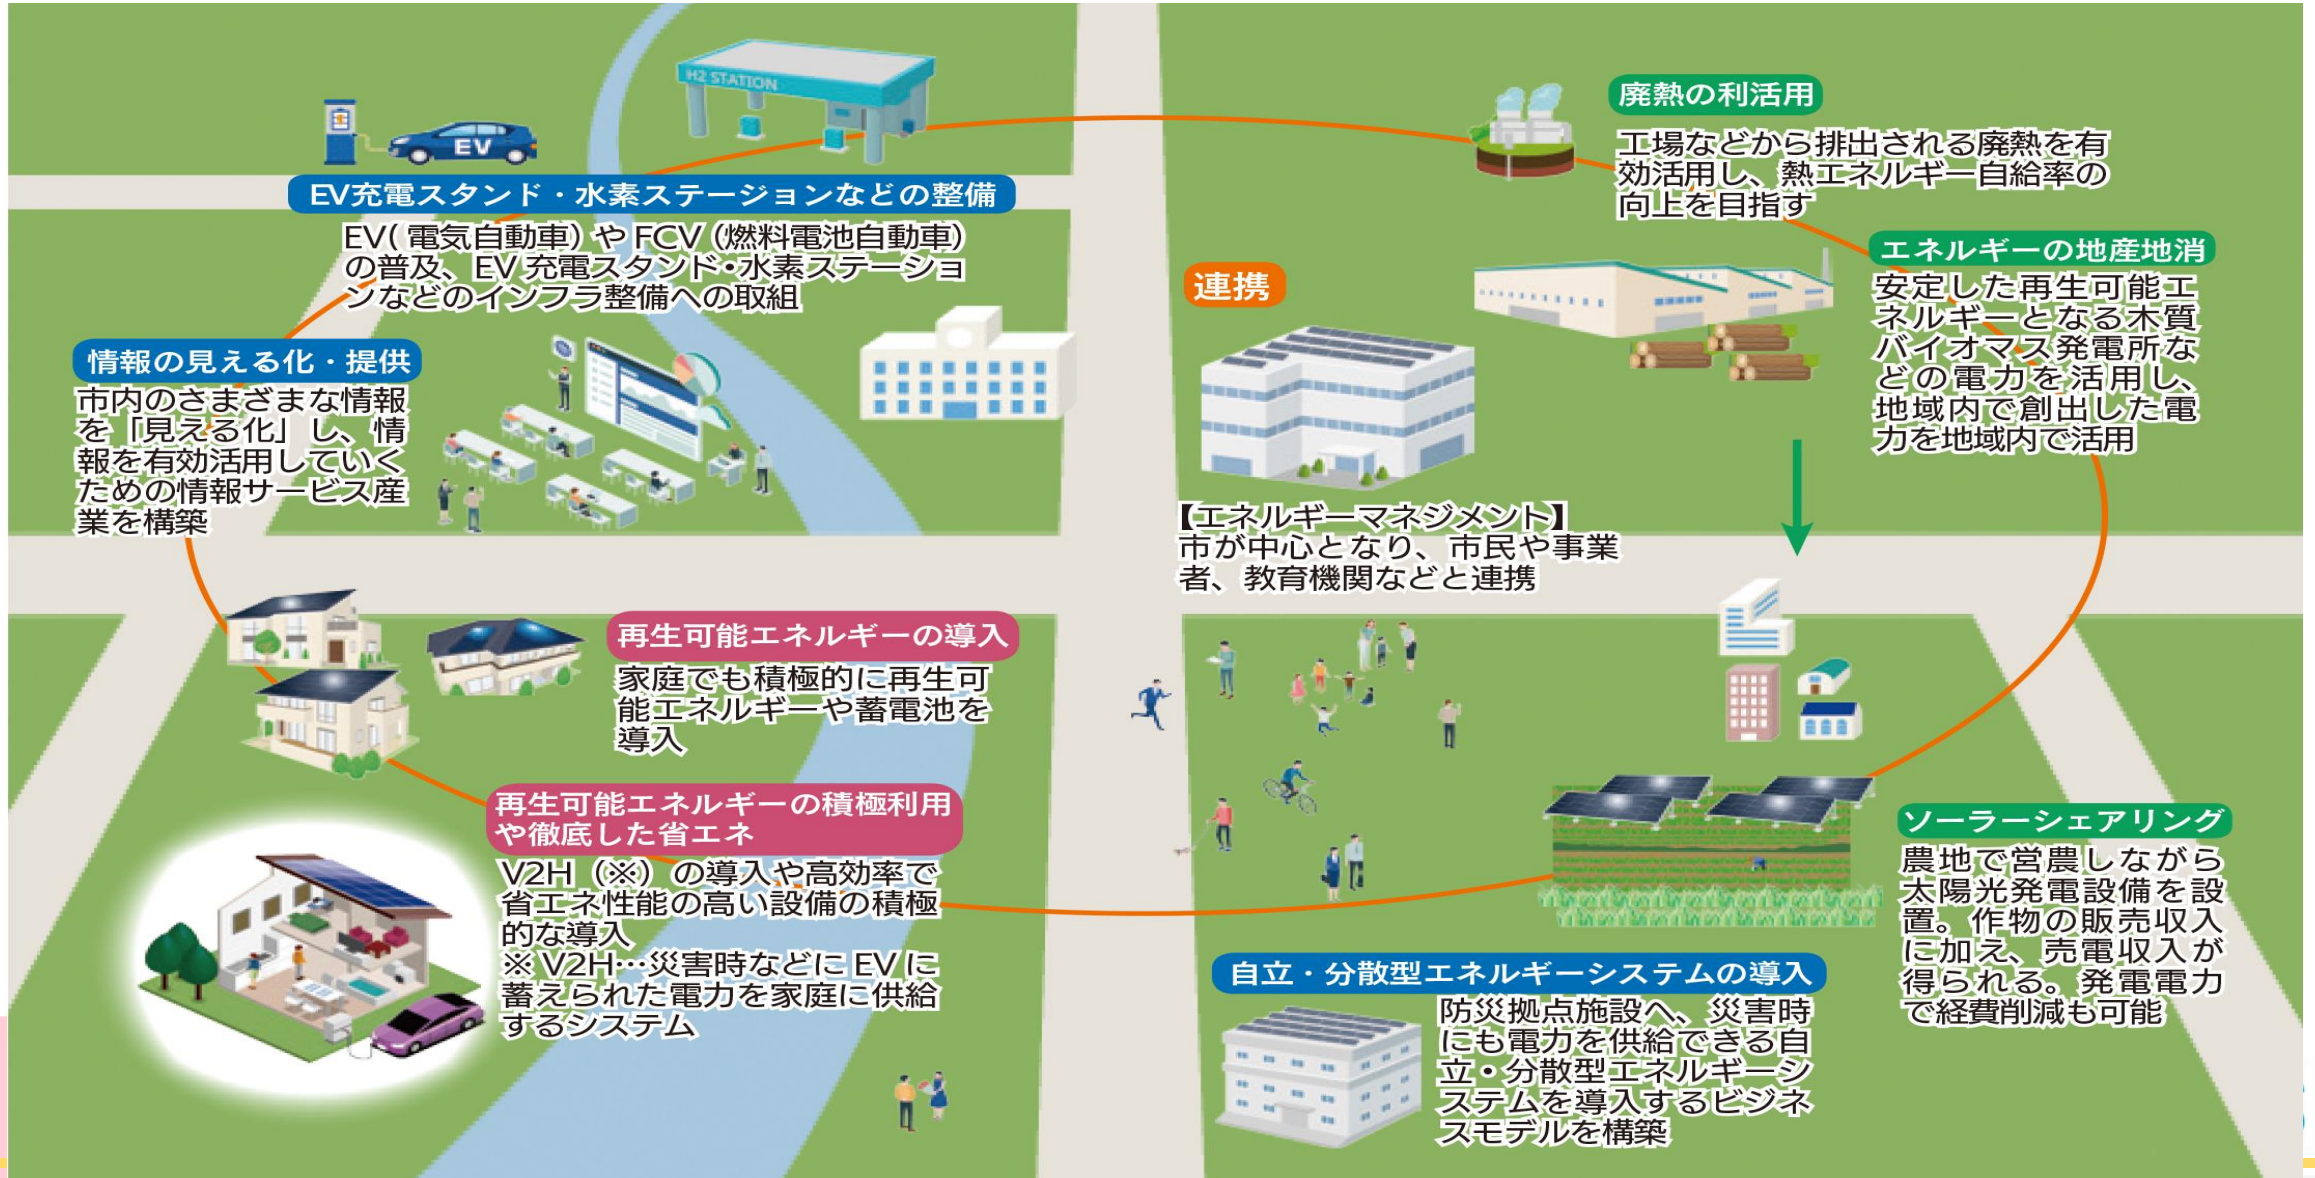 H2 STATION
EV
EV充電スタンド・水素ステーションなどの整備
EV(電気自動車)やFCV(燃料電池自動車)
の普及、EV充電スタンド・水素ステーショ
ンなどのインフラ整備への取組
廃熱の利活用
工場などから排出される廃熱を有
効活用し、熱エネルギー自給率の
向上を目指す
エネルギーの地産地消
安定した再生可能エ
ネルギーとなる木質
バイオマス発電所な
どの電力を活用し、
地域内で創出した電
力を地域内で活用
情報の見える化・提供
市内のさまざまな情報
を「見える化」し、情
報を有効活用していく
ための情報サービス産
業を構築
連携
【エネルギーマネジメント】
市が中心となり、市民や事業
者、教育機関などと連携
再生可能エネルギーの導入
家庭でも積極的に再生可
能エネルギーや蓄電池を
導入
再生可能エネルギーの積極利用
や徹底した省エネ
V2H（※）の導入や高効率で
省エネ性能の高い設備の積極
的な導入
※V2H…災害時などにEVに
蓄えられた電力を家庭に供給
するシステム
ソーラーシェアリング
農地で営農しながら
太陽光発電設備を設
置。作物の販売収入
に加え、売電収入が
得られる。発電電力
で経費削減も可能
自立・分散型エネルギーシステムの導入
防災拠点施設へ、災害時
にも電力を供給できる自
立・分散型エネルギーシ
ステムを導入するビジネ
スモデルを構築